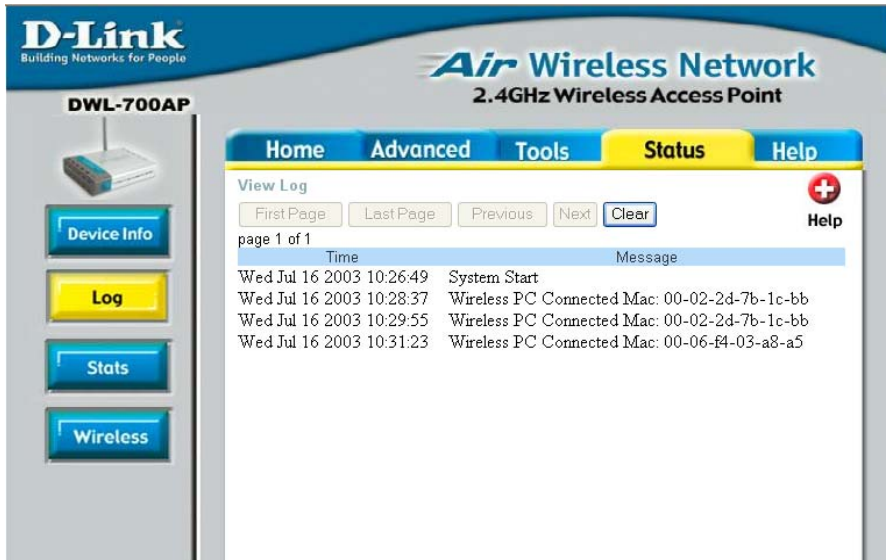 D-Link
Building Networks for People
Air Wireless Network
2.4GHz Wireless Access Point
DWL-700AP
Home Advanced Tools Status Help
View Log
First Page Last Page Previous Next Clear
Help
page 1 of 1
Time Message
Wed Jul 16 2003 10:26:49 System Start
Wed Jul 16 2003 10:28:37 Wireless PC Connected Mac: 00-02-2d-7b-1c-bb
Wed Jul 16 2003 10:29:55 Wireless PC Connected Mac: 00-02-2d-7b-1c-bb
Wed Jul 16 2003 10:31:23 Wireless PC Connected Mac: 00-06-f4-03-a8-a5
Device Info
Log
Stats
Wireless